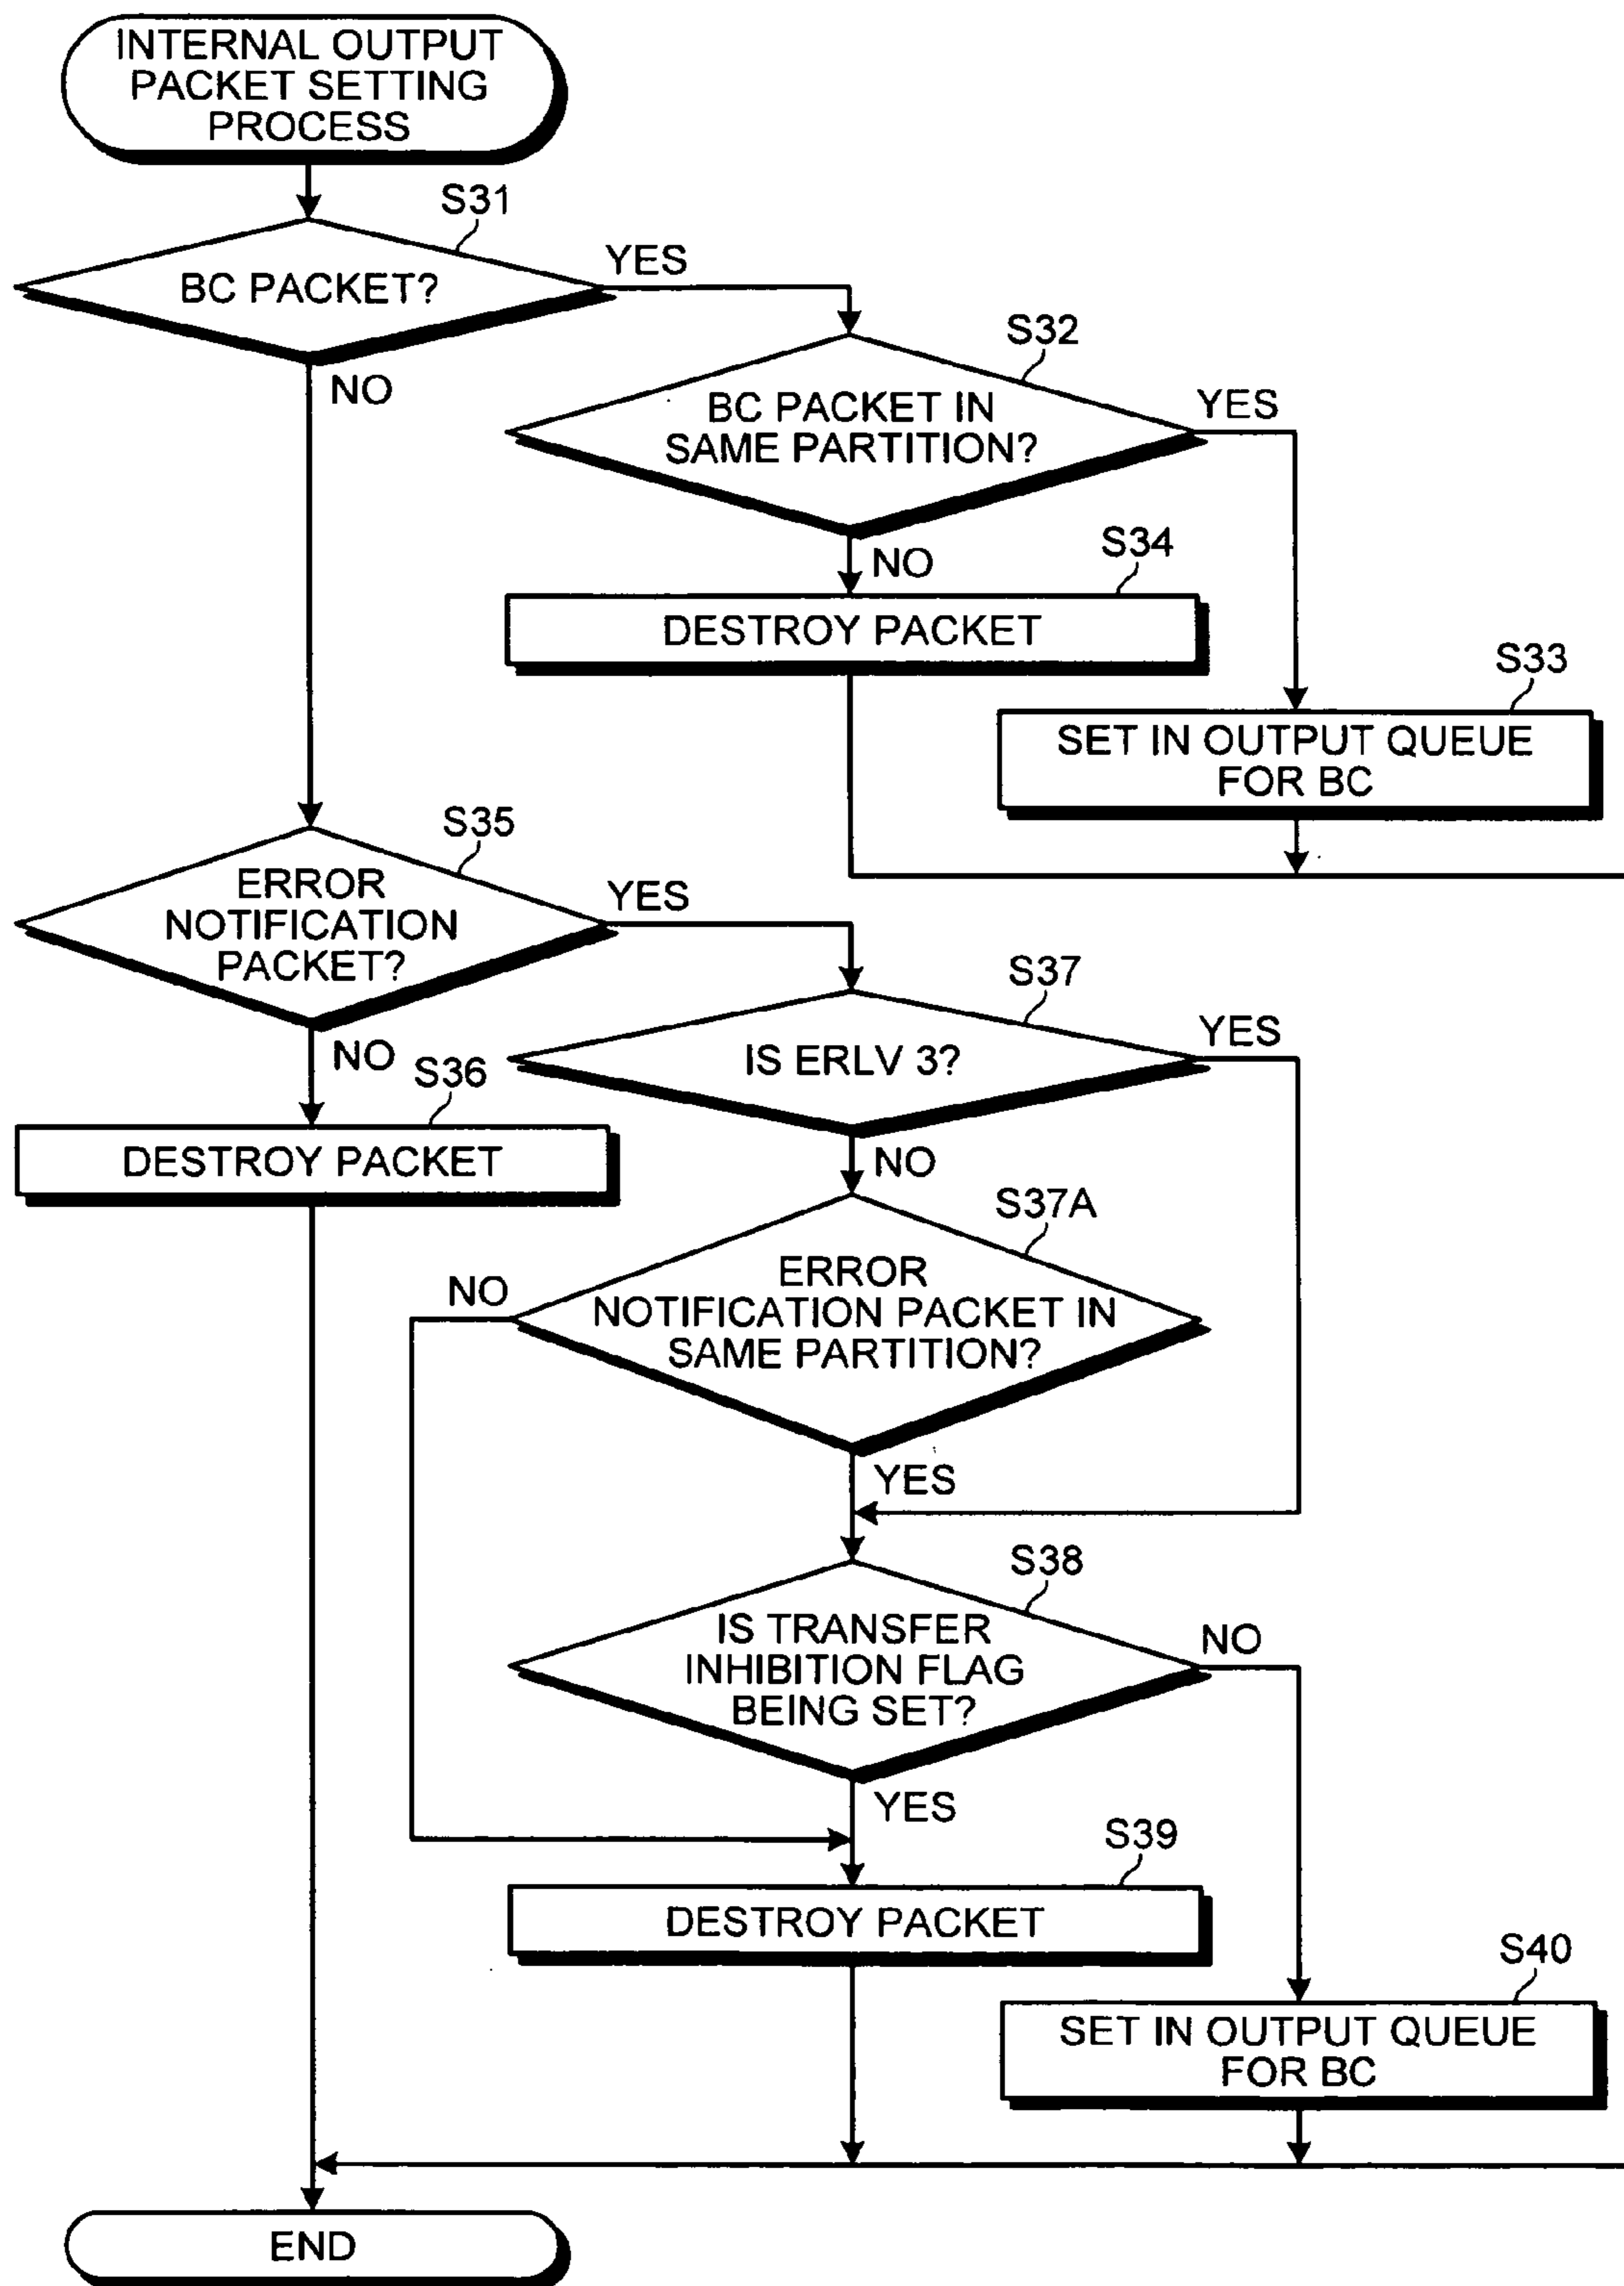 INTERNAL OUTPUT
PACKET SETTING
PROCESS
S31
BC PACKET?
YES
NO
S32
BC PACKET IN
SAME PARTITION?
YES
NO
S34
DESTROY PACKET
S33
SET IN OUTPUT QUEUE
FOR BC
S35
ERROR
NOTIFICATION
PACKET?
YES
NO
S36
DESTROY PACKET
S37
IS ERLV 3?
YES
NO
S37A
ERROR
NOTIFICATION PACKET IN
SAME PARTITION?
NO
YES
S38
IS TRANSFER
INHIBITION FLAG
BEING SET?
NO
YES
S39
DESTROY PACKET
S40
SET IN OUTPUT QUEUE
FOR BC
END